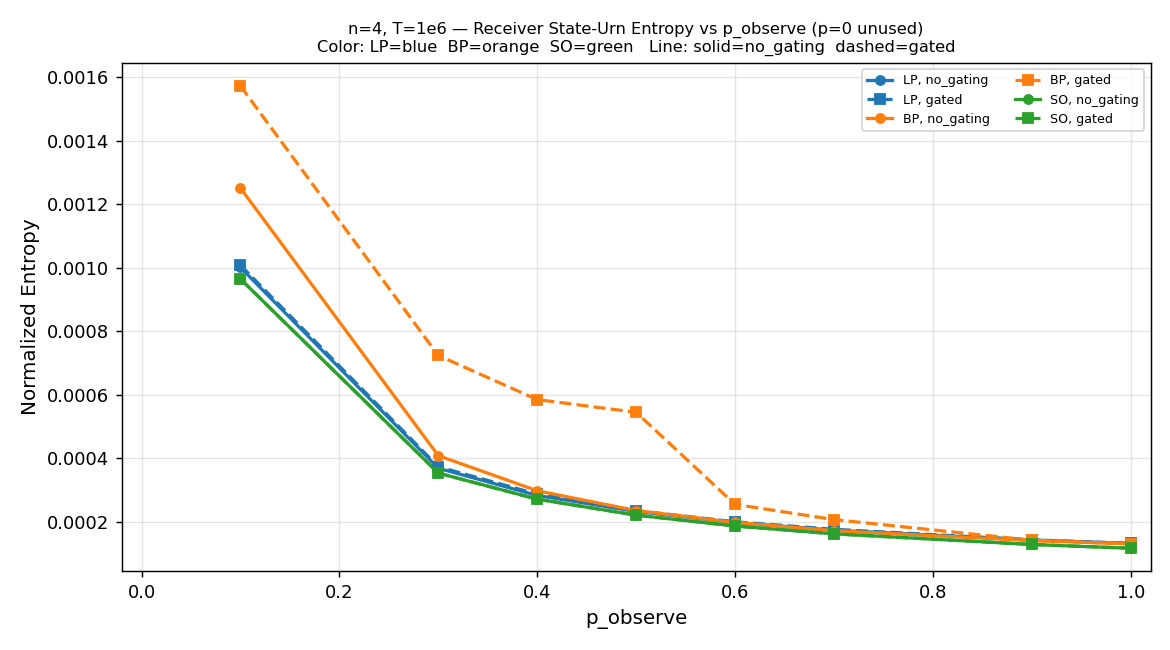 n=4, T=1e6 — Receiver State-Urn Entropy vs p_observe (p=0 unused)
Color: LP=blue  BP=orange  SO=green   Line: solid=no_gating  dashed=gated
LP, no_gating
LP, gated
BP, no_gating
BP, gated
SO, no_gating
SO, gated
Normalized Entropy
0.0016
0.0014
0.0012
0.0010
0.0008
0.0006
0.0004
0.0002
0.0 0.2 0.4 0.6 0.8 1.0
p_observe